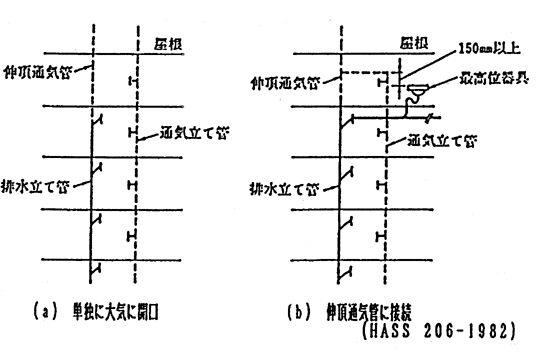 屋根
伸頂通気管
通気立て管
排水立て管
(a) 単独に大気に開口
屋根
150mm以上
伸頂通気管
最高位器具
通気立て管
排水立て管
(b) 伸頂通気管に接続
(HASS 206-1982)